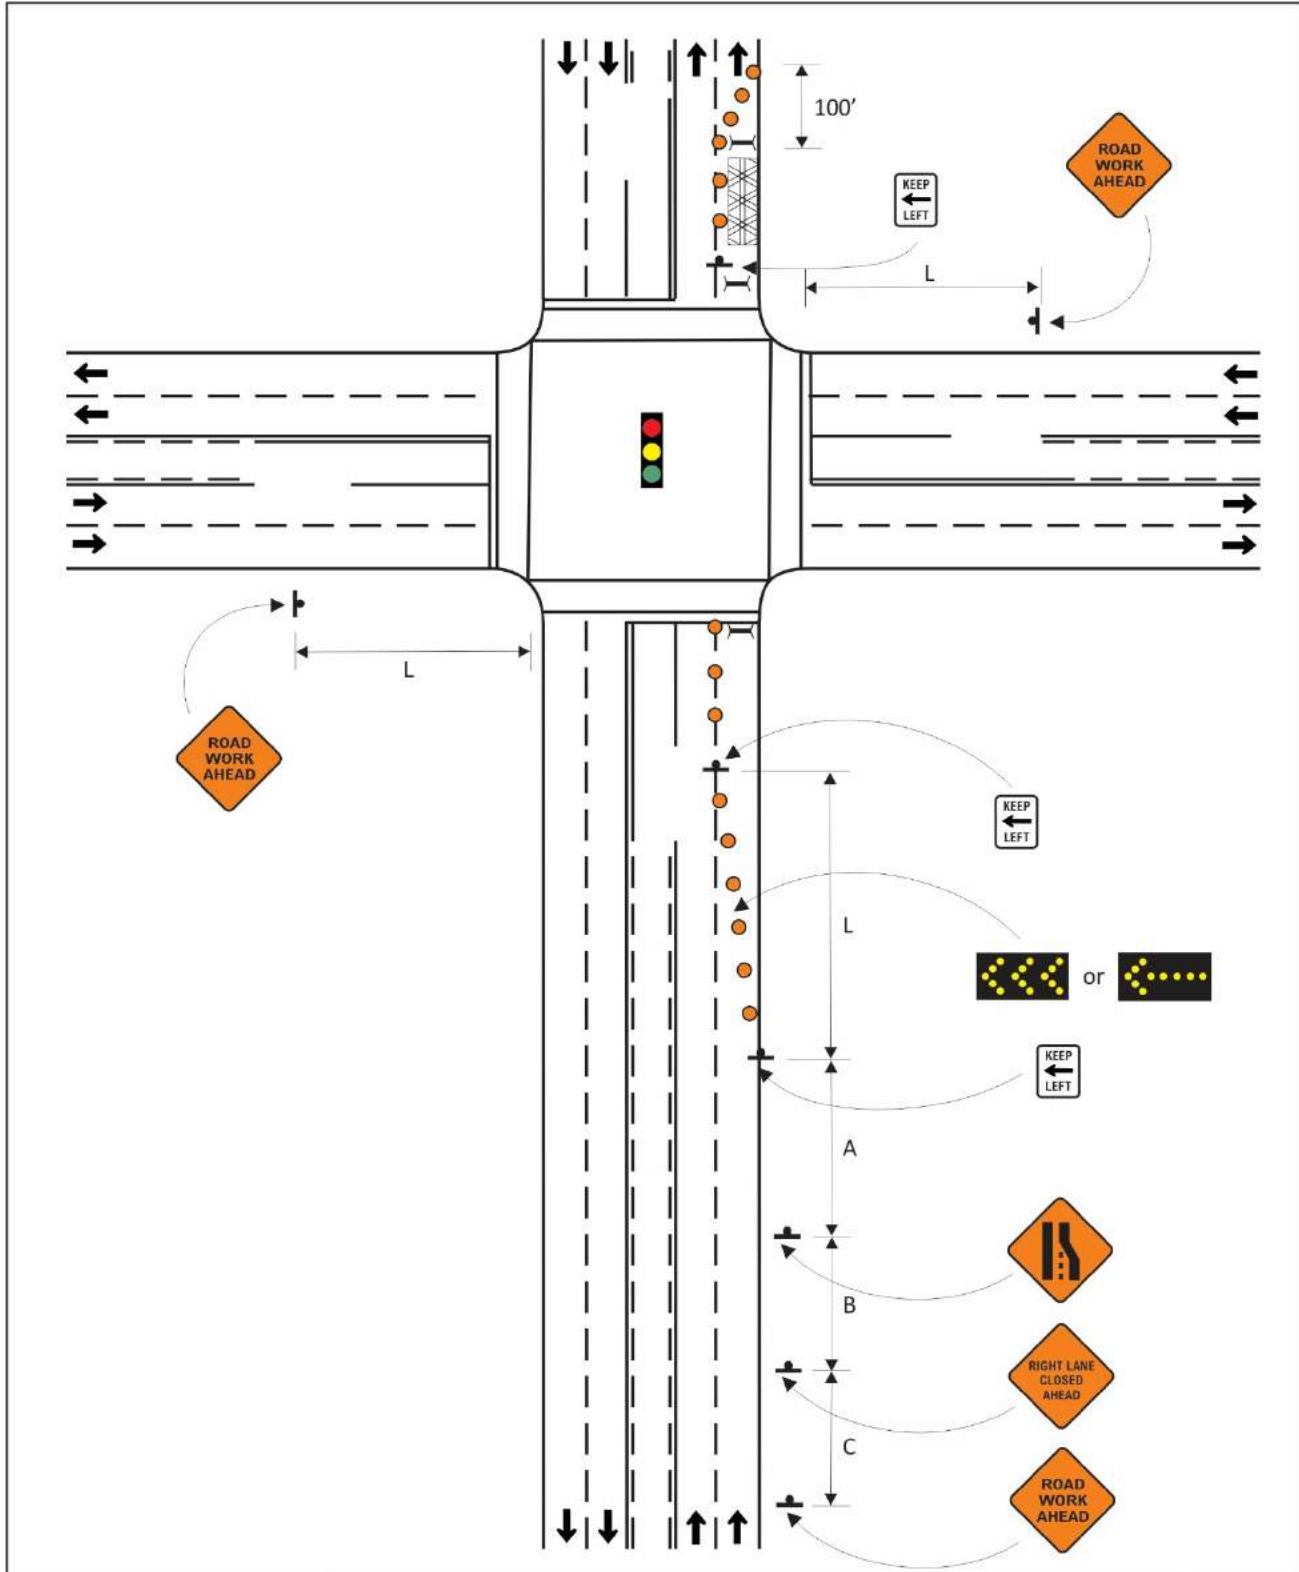 100’
ROAD
WORK
AHEAD
KEEP
LEFT
L
L
ROAD
WORK
AHEAD
KEEP
LEFT
L
or
KEEP
LEFT
A
B
RIGHT LANE
CLOSED
AHEAD
C
ROAD
WORK
AHEAD